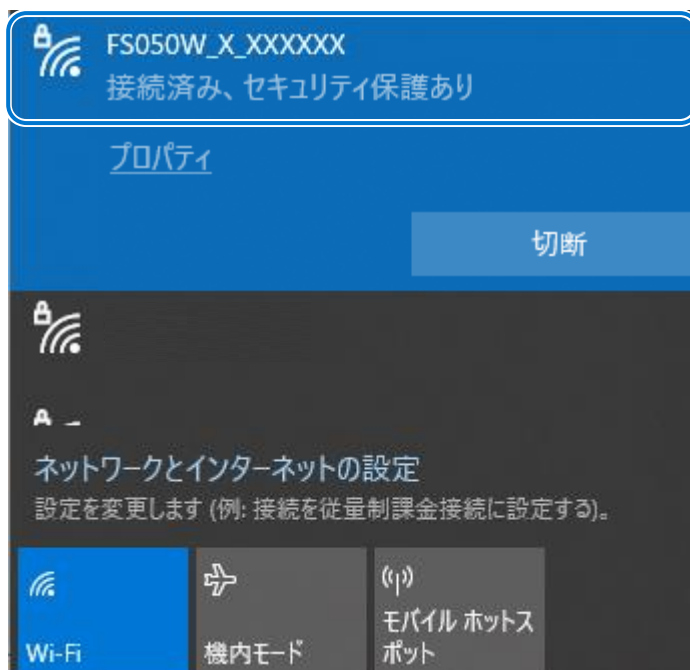 FS050W_X_XXXXXX
接続済み、セキュリティ保護あり
プロパティ
切断
ネットワークとインターネットの設定
設定を変更します (例: 接続を従量制課金接続に設定する)。
Wi-Fi
機内モード
モバイル ホットス
ポット